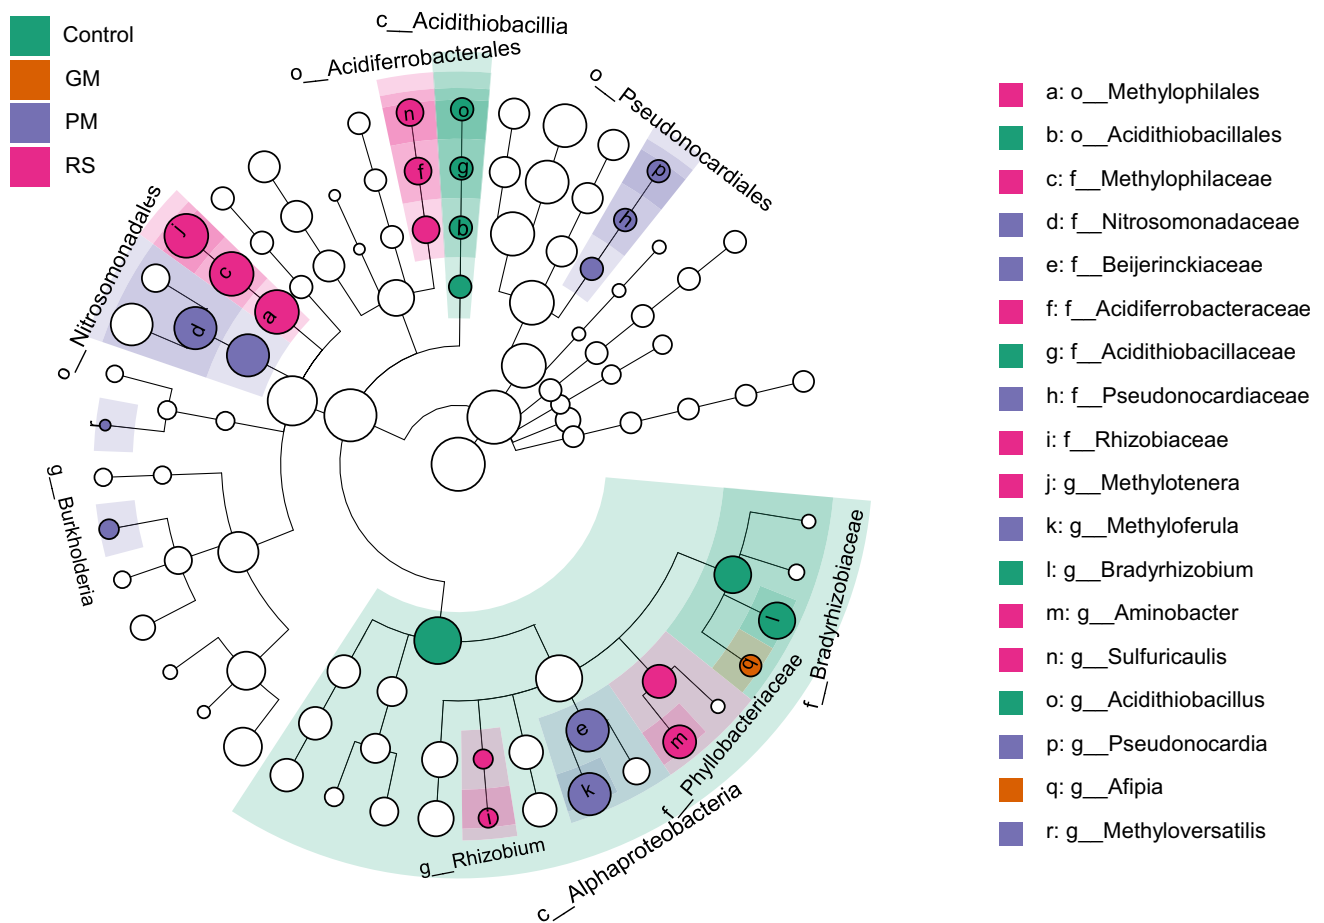 Control
GM
PM
RS
c__Acidithiobacillia
o__Acidiferrobacterales
o__Pseudonocardiales
o__Nitrosomonadales
g__Burkholderia
g__Rhizobium
c__Alphaproteobacteria
f__Phyllobacteriaceae
f__Bradyrhizobiaceae
n
f
o
g
b
p
h
j
c
a
d
r
e
k
i
m
l
q
a: o__Methylophilales
b: o__Acidithiobacillales
c: f__Methylophilaceae
d: f__Nitrosomonadaceae
e: f__Beijerinckiaceae
f: f__Acidiferrobacteraceae
g: f__Acidithiobacillaceae
h: f__Pseudonocardiaceae
i: f__Rhizobiaceae
j: g__Methylotenera
k: g__Methyloferula
l: g__Bradyrhizobium
m: g__Aminobacter
n: g__Sulfuricaulis
o: g__Acidithiobacillus
p: g__Pseudonocardia
q: g__Afipia
r: g__Methyloversatilis